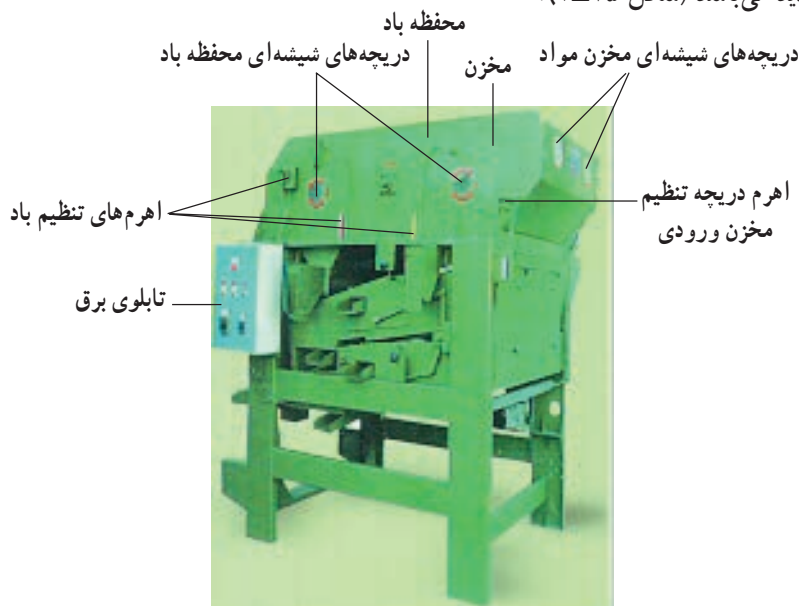 محفظه باد
دریچه‌های شیشه‌ای مخزن مواد
مخزن
دریچه‌های شیشه‌ای محفظه باد
اهرم دریچه تنظیم
مخزن ورودی
اهرم‌های تنظیم باد
تابلوی برق